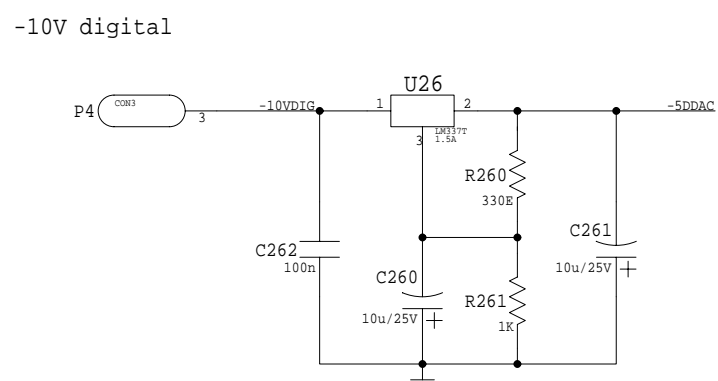 -10V digital
U26
P4
CON3
3
-10VDIG
1
2
-5DDAC
LM337T
1.5A
3
R260
330E
C261
10u/25V
+
C262
100n
C260
10u/25V
+
R261
1K